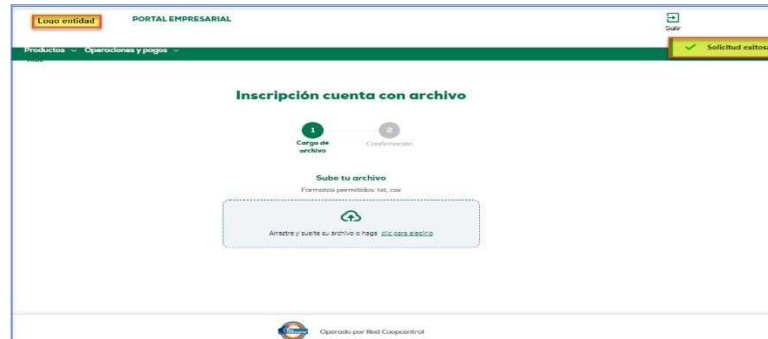 Logo entidad
PORTAL EMPRESARIAL
Salir
Productos Operaciones y pagos
Solicitud exitosa
Inscripción cuenta con archivo
1
2
Cargo de archivo
Confirmación
Sube tu archivo
Formatos permitidos: txt, csv
Arrastre y suelte su archivo o haga clic para elegirlo
Operado por Red Coopcentral